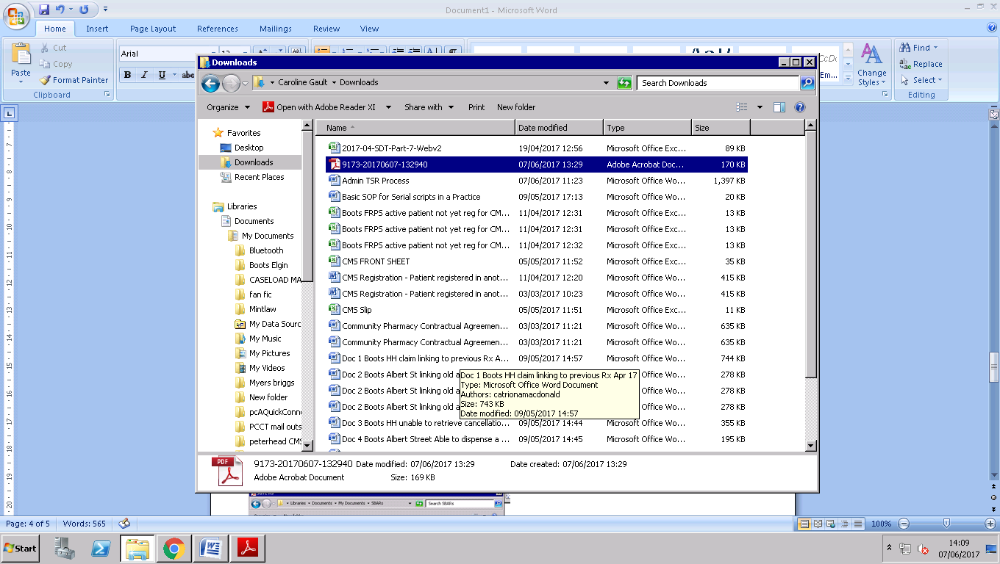 Document1 - Microsoft Word
Home Insert Page Layout References Mailings Review View
Paste
Cut
Copy
Format Painter
Clipboard
Arial
B I U abc
Change Styles
Find
Replace
Select
Editing
Downloads
Caroline Gault Downloads
Search Downloads
Organize Open with Adobe Reader XI Share with Print New folder
Favorites
Desktop
Downloads
Recent Places
Libraries
Documents
My Documents
Bluetooth
Boots Elgin
CASELOAD MA
fan fic
Mintlaw
My Data Sourc
My Music
My Pictures
My Videos
Myers briggs
New folder
pcAQuickConne
PCCT mail outs
peterhead CMS
Name Date modified Type Size
2017-04-SDT-Part-7-Webv2 19/04/2017 12:56 Microsoft Office Exc... 89 KB
9173-20170607-132940 07/06/2017 13:29 Adobe Acrobat Doc... 170 KB
Admin TSR Process 07/06/2017 11:23 Microsoft Office Wo... 1,397 KB
Basic SOP for Serial scripts in a Practice 09/05/2017 17:13 Microsoft Office Wo... 20 KB
Boots FRPS active patient not yet reg for CM... 11/04/2017 12:31 Microsoft Office Exc... 13 KB
Boots FRPS active patient not yet reg for CM... 11/04/2017 12:31 Microsoft Office Exc... 13 KB
Boots FRPS active patient not yet reg for CM... 11/04/2017 12:32 Microsoft Office Exc... 13 KB
CMS FRONT SHEET 05/05/2017 11:52 Microsoft Office Exc... 35 KB
CMS Registration - Patient registered in anot... 11/04/2017 12:20 Microsoft Office Wo... 415 KB
CMS Registration - Patient registered in anot... 03/03/2017 10:23 Microsoft Office Wo... 415 KB
CMS Slip 05/05/2017 11:51 Microsoft Office Exc... 11 KB
Community Pharmacy Contractual Agreemen... 03/03/2017 11:21 Microsoft Office Wo... 635 KB
Community Pharmacy Contractual Agreemen... 03/03/2017 11:21 Microsoft Office Wo... 635 KB
Doc 1 Boots HH claim linking to previous Rx A... 09/05/2017 14:57 Microsoft Office Wo... 744 KB
Doc 2 Boots Albert St linking old a Microsoft Office Wo... 278 KB
Doc 2 Boots Albert St linking old a Microsoft Office Wo... 278 KB
Doc 2 Boots Albert St linking old a Microsoft Office Wo... 278 KB
Doc 3 Boots HH unable to retrieve cancellatio... 09/05/2017 14:44 Microsoft Office Wo... 355 KB
Doc 4 Boots Albert Street Able to dispense a ... 09/05/2017 14:45 Microsoft Office Wo... 195 KB
Doc 1 Boots HH claim linking to previous Rx Apr 17
Type: Microsoft Office Word Document
Authors: catrionamacdonald
Size: 743 KB
Date modified: 09/05/2017 14:57
PDF
9173-20170607-132940 Date modified: 07/06/2017 13:29 Date created: 07/06/2017 13:29
Adobe Acrobat Document Size: 169 KB
Libraries Documents My Documents SBARs Search SBARs
Page: 4 of 5 Words: 565 100%
Start
14:09
07/06/2017